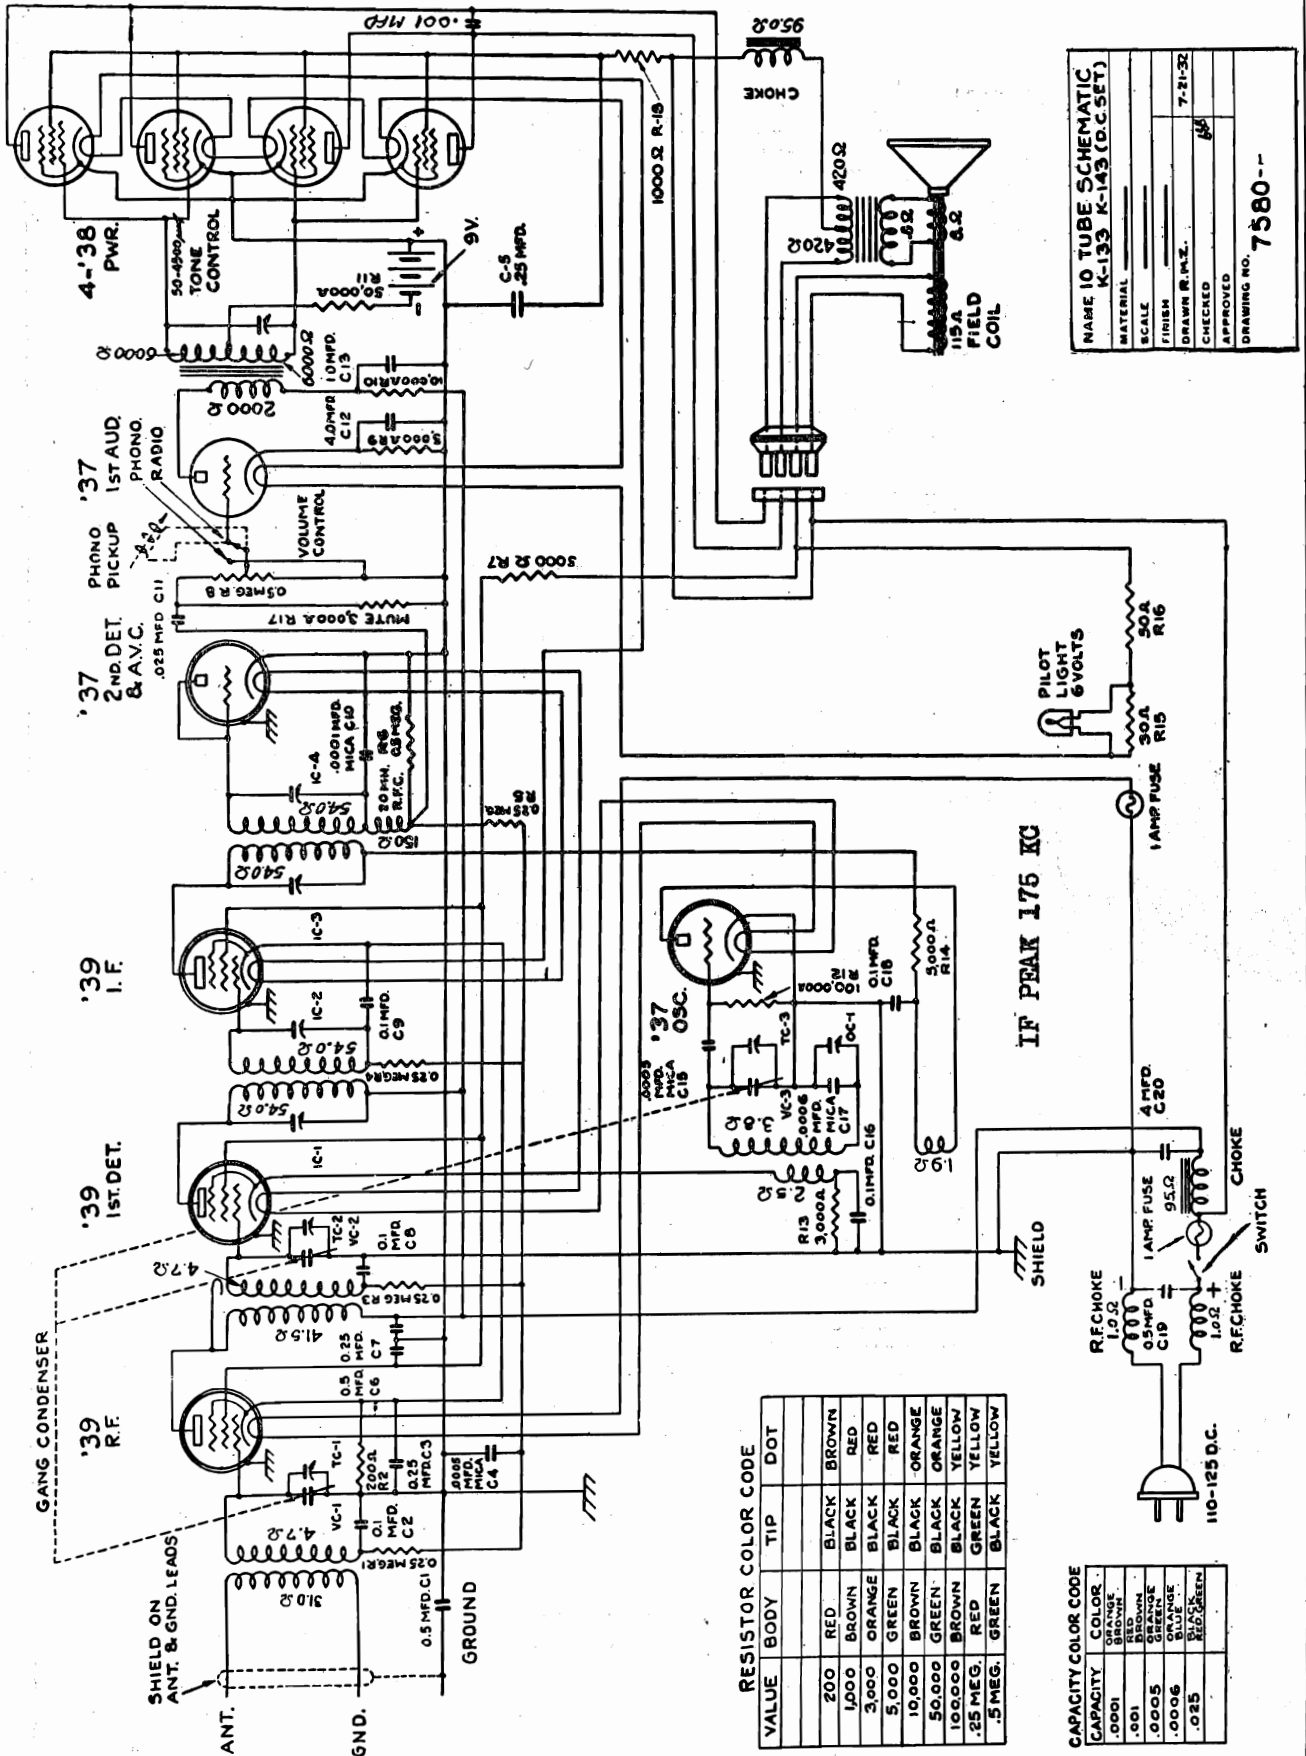 GANG CONDENSER
'39
R.F.
'39
1ST. DET.
'39
I.F.
'37
2ND. DET.
& A.V.C.
PHONO
PICKUP
'37
1ST AUD.
PHONO.
RADIO
4-'38
PWR.
50-4500
TONE
CONTROL
SHIELD ON
ANT. & GND. LEADS
ANT.
GND.
31.0Ω
4.7Ω
VC-1
TC-1
0.1
MFD.
C2
200Ω
R2
0.25
MFD. C3
0.5
MFD.
C6
0.25
MFD.
C7
0.25 MEG. R1
0.5 MFD. C1
GROUND
.0005
MFD.
MICA
C4
41.5Ω
4.7Ω
TC-2
VC-2
0.1
MFD.
C8
0.25 MEG R3
1C-1
54.0Ω
54.0Ω
1C-2
0.1 MFD.
C9
0.25 MEG R4
1C-3
54.0Ω
54.0Ω
1C-4
.0001 MFD.
MICA C10
20 MH.
R.F.C.
150Ω
0.25 MEG.
.025 MFD C11
0.5 MEG. R8
MUTE 3,000Ω R17
VOLUME
CONTROL
5000 Ω R7
4.0 MFD.
C12
10 MFD.
C13
10,000Ω R10
2000Ω
6000Ω
6000Ω
50,000Ω
R11
9V.
+
-
C-5
.25 MFD.
.001 MFD
1000Ω R-18
95.0Ω
CHOKE
420Ω
420Ω
8Ω
115Ω
FIELD
COIL
'37
OSC.
.0005
MFD.
MICA
C15
100,000Ω
TC-3
VC-3
OC-1
3.8Ω
.0006
MFD.
MICA
C17
0.1 MFD.
C18
5,000Ω
R14
1.9Ω
R13
3,000Ω
0.1 MFD. C16
SHIELD
IF PEAK 175 KC
PILOT
LIGHT
6 VOLTS
30Ω
R15
50Ω
R16
1 AMP. FUSE
4 MFD.
C20
95Ω
CHOKE
1 AMP. FUSE
SWITCH
R.F. CHOKE
1.0Ω
0.5 MFD.
C19
-
+
1.0Ω
R.F. CHOKE
110-125 D.C.
RESISTOR COLOR CODE
VALUE BODY TIP DOT
200 RED BLACK BROWN
1,000 BROWN BLACK RED
3,000 ORANGE BLACK RED
5,000 GREEN BLACK RED
10,000 BROWN BLACK ORANGE
50,000 GREEN BLACK ORANGE
100,000 BROWN BLACK YELLOW
.25 MEG. RED GREEN YELLOW
.5 MEG. GREEN BLACK YELLOW
CAPACITY COLOR CODE
CAPACITY COLOR
.0001 ORANGE BROWN
.001 RED BROWN
.0005 ORANGE GREEN
.0006 ORANGE BLUE
.025 BLACK RED GREEN
NAME 10 TUBE SCHEMATIC
K-133 K-143 (D.C. SET)
MATERIAL
SCALE
FINISH
DRAWN R.M.Z. 7-21-32
CHECKED
APPROVED
DRAWING NO. 7580--